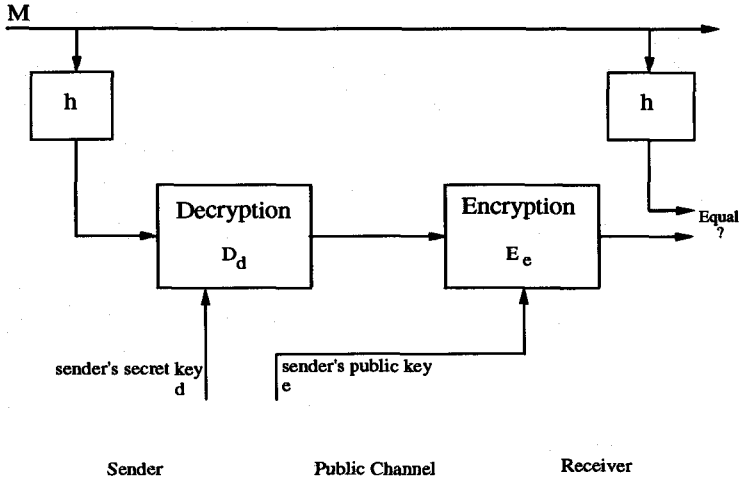 M
h
h
Decryption
D_d
Encryption
E_e
Equal
?
sender's secret key
d
sender's public key
e
Sender
Public Channel
Receiver